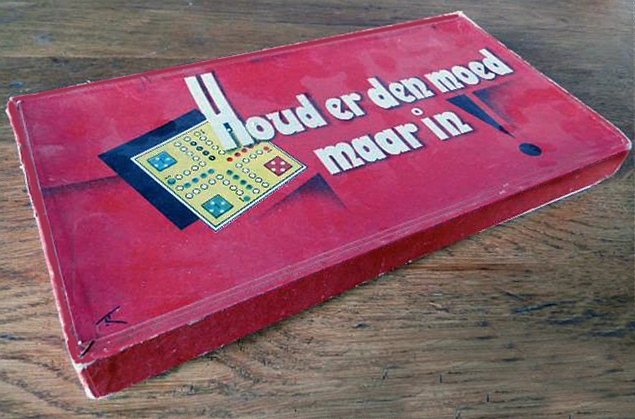 Houd er den moed
maar in!